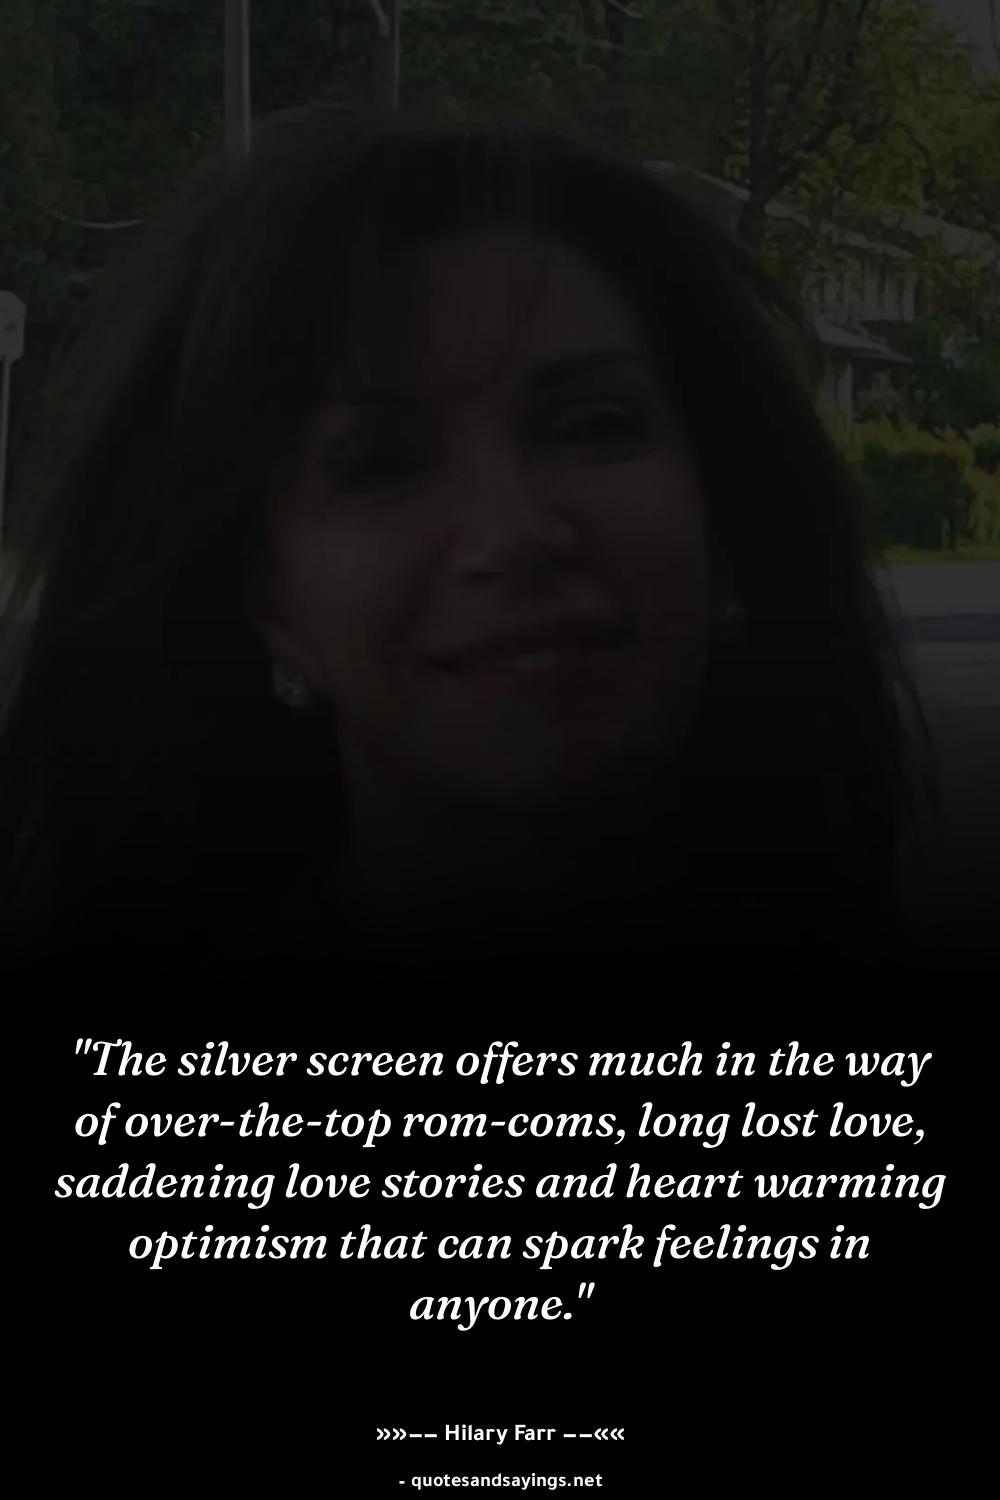 "The silver screen offers much in the way
of over-the-top rom-coms, long lost love,
saddening love stories and heart warming
optimism that can spark feelings in
anyone."
»»—— Hilary Farr ——««
- quotesandsayings.net